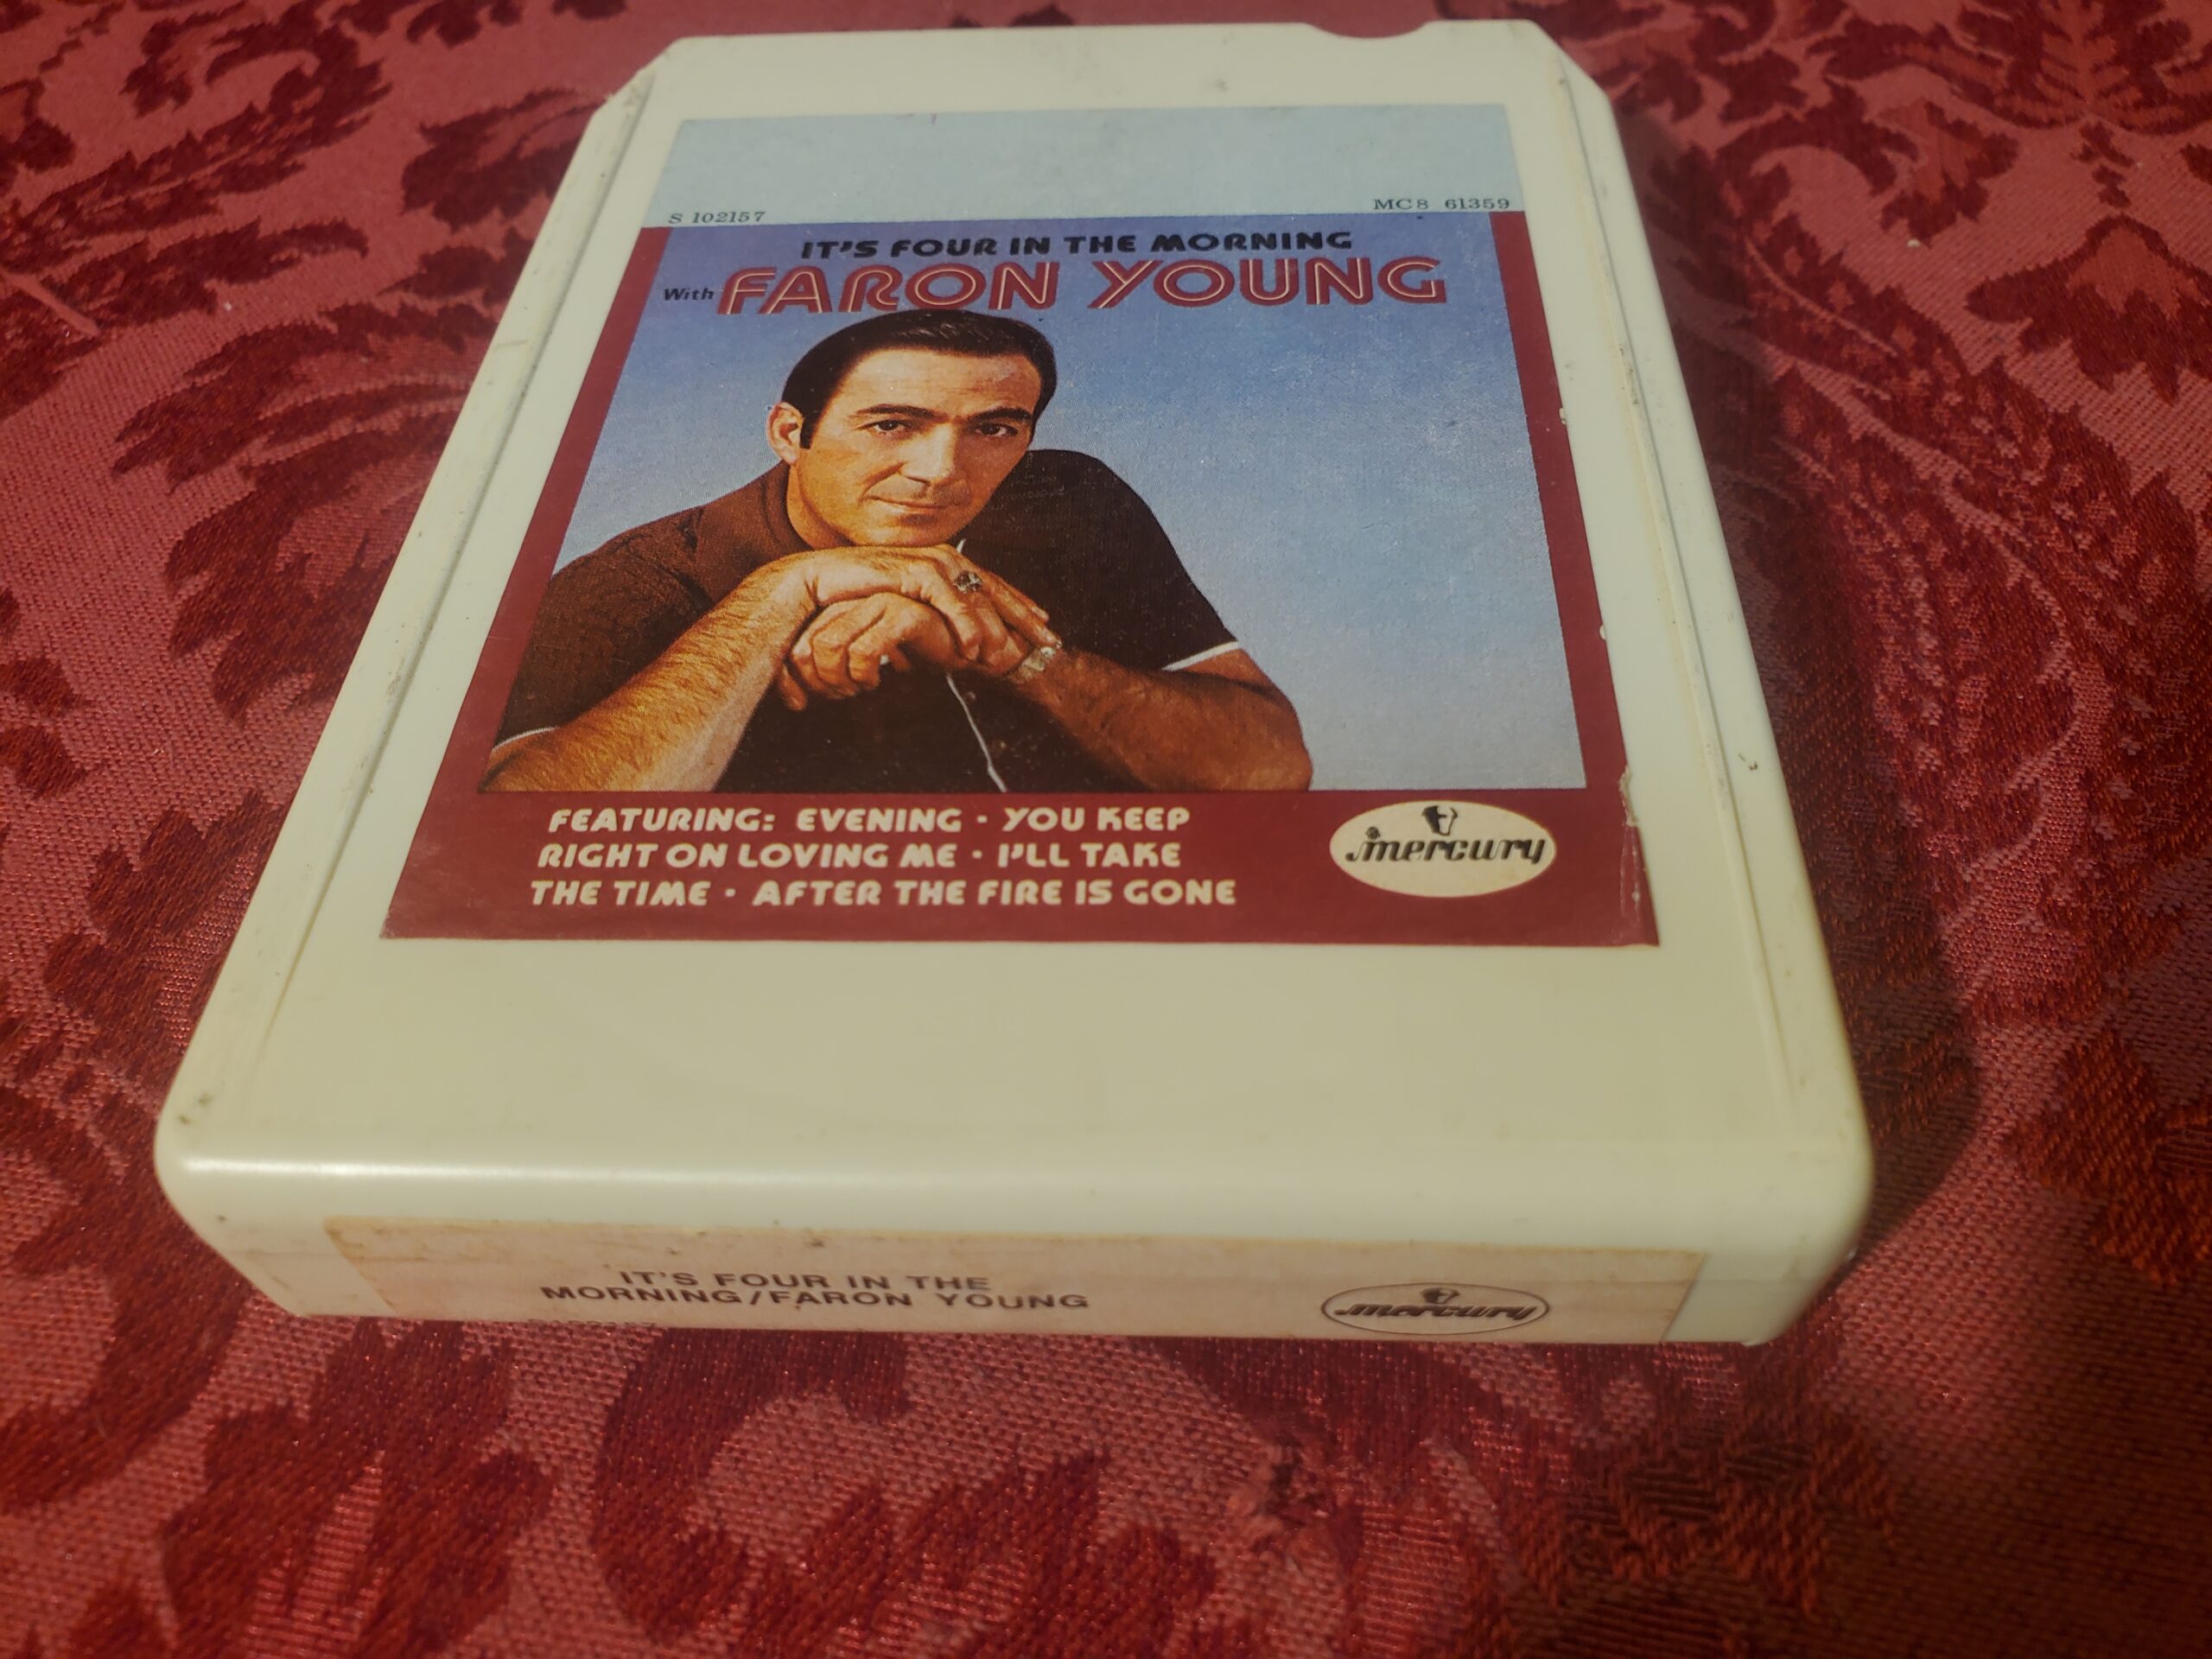 S 102157 MC8 61359
IT'S FOUR IN THE MORNING
With FARON YOUNG
FEATURING: EVENING • YOU KEEP
RIGHT ON LOVING ME • I'LL TAKE
THE TIME • AFTER THE FIRE IS GONE
mercury
IT'S FOUR IN THE
MORNING/FARON YOUNG
mercury